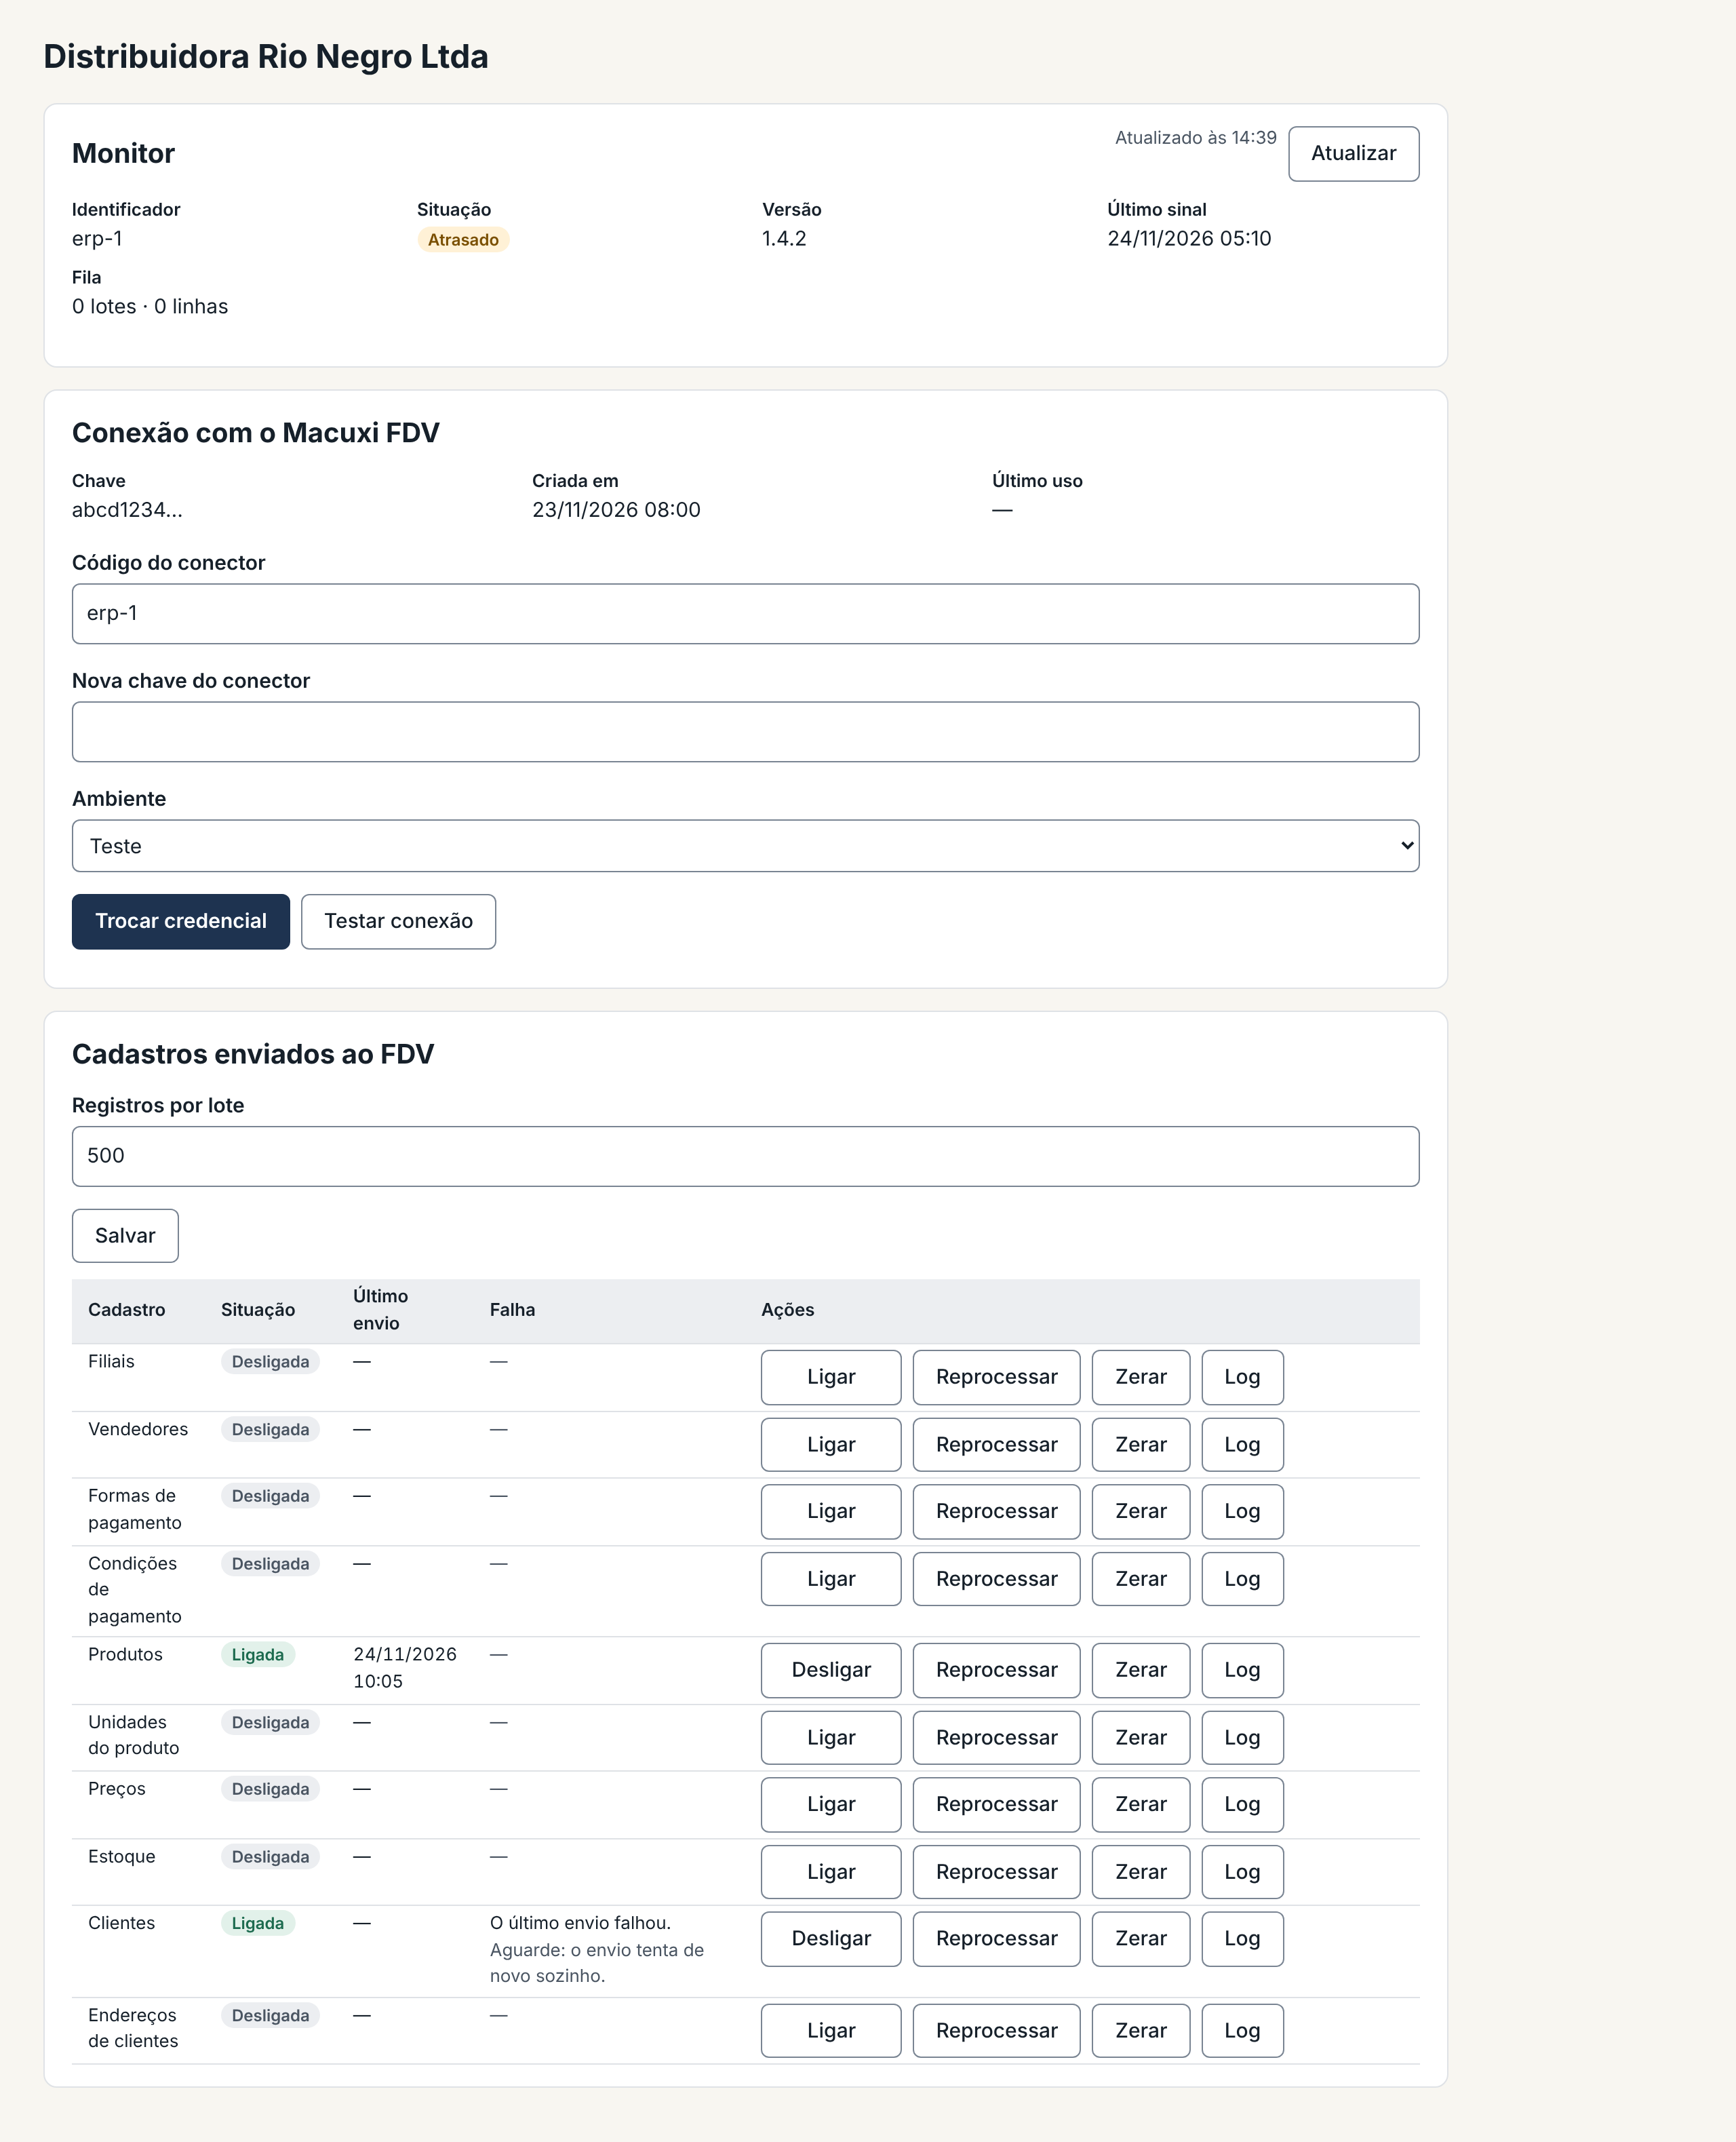 Distribuidora Rio Negro Ltda
Monitor
Atualizado às 14:39
Atualizar
Identificador
erp-1
Situação
Atrasado
Versão
1.4.2
Último sinal
24/11/2026 05:10
Fila
0 lotes · 0 linhas
Conexão com o Macuxi FDV
Chave
abcd1234...
Criada em
23/11/2026 08:00
Último uso
—
Código do conector
erp-1
Nova chave do conector
Ambiente
Teste
Trocar credencial
Testar conexão
Cadastros enviados ao FDV
Registros por lote
500
Salvar
Cadastro Situação Último envio Falha Ações
Filiais Desligada — — Ligar Reprocessar Zerar Log
Vendedores Desligada — — Ligar Reprocessar Zerar Log
Formas de pagamento Desligada — — Ligar Reprocessar Zerar Log
Condições de pagamento Desligada — — Ligar Reprocessar Zerar Log
Produtos Ligada 24/11/2026 10:05 — Desligar Reprocessar Zerar Log
Unidades do produto Desligada — — Ligar Reprocessar Zerar Log
Preços Desligada — — Ligar Reprocessar Zerar Log
Estoque Desligada — — Ligar Reprocessar Zerar Log
Clientes Ligada — O último envio falhou. Aguarde: o envio tenta de novo sozinho. Desligar Reprocessar Zerar Log
Endereços de clientes Desligada — — Ligar Reprocessar Zerar Log